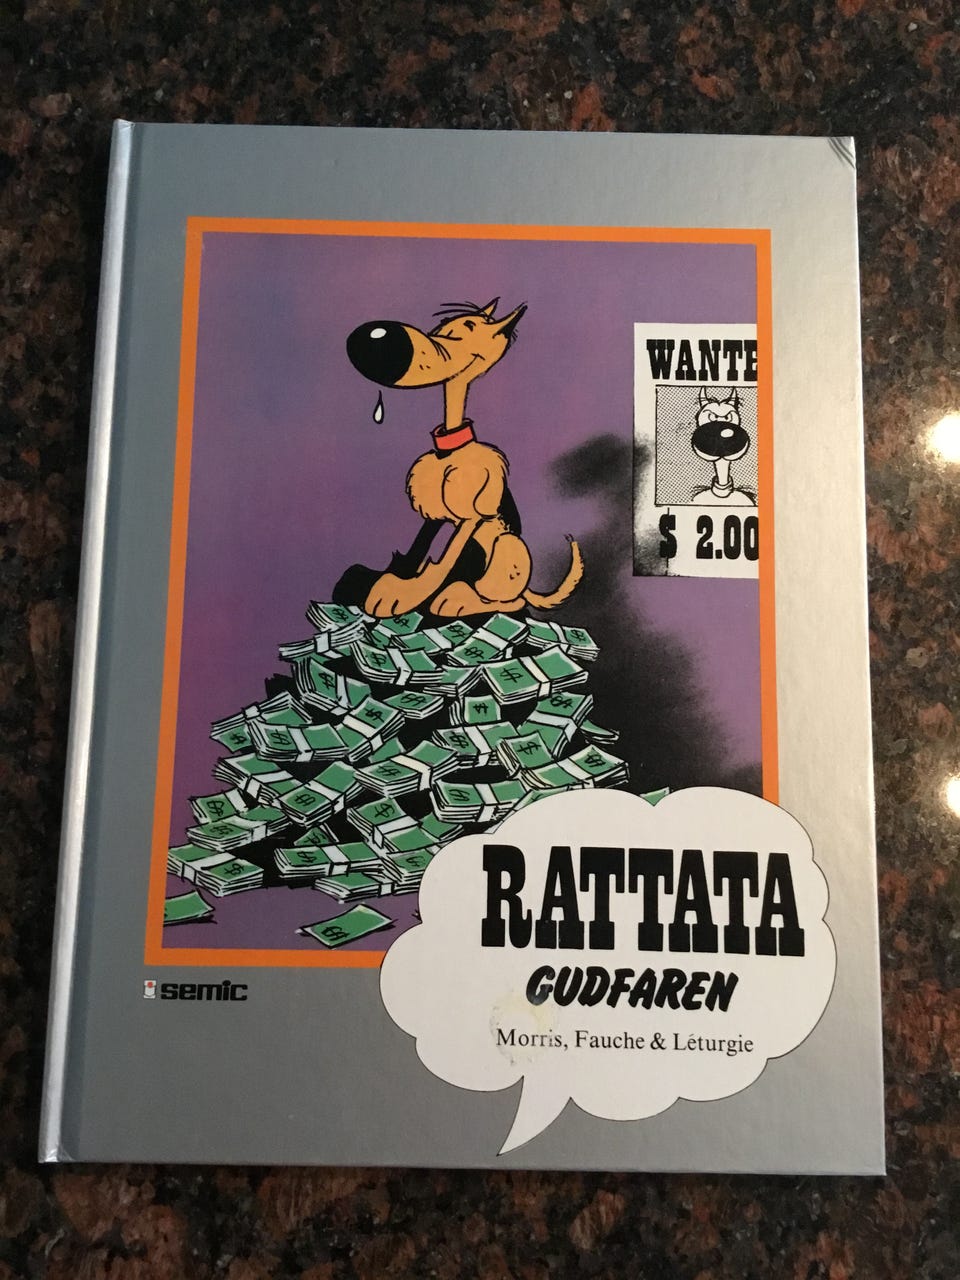 WANTE
$ 2.00
RATTATA
GUDFAREN
Morris, Fauche & Léturgie
semic